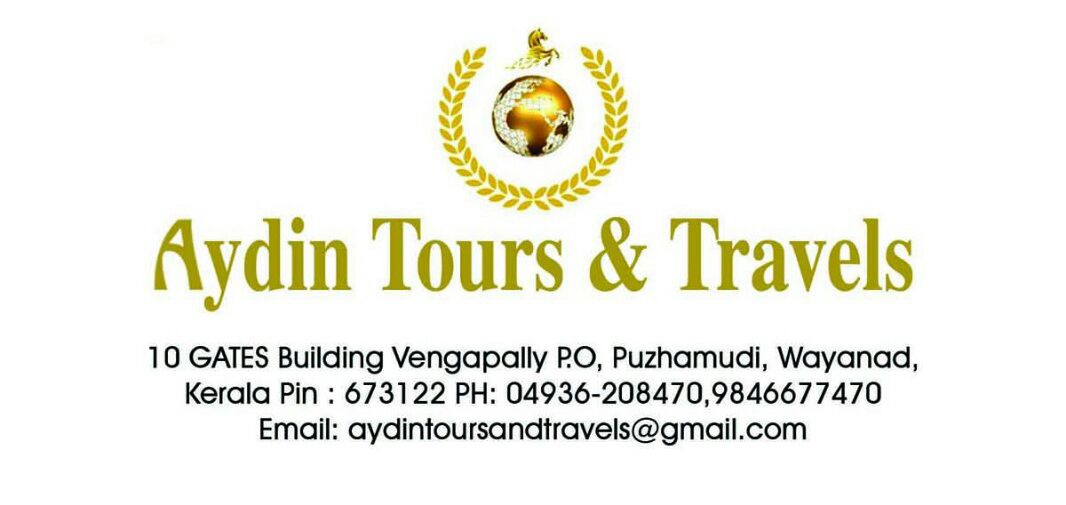 Aydin Tours & Travels
10 GATES Building Vengapally P.O, Puzhamudi, Wayanad,
Kerala Pin : 673122 PH: 04936-208470,9846677470
Email: aydintoursandtravels@gmail.com